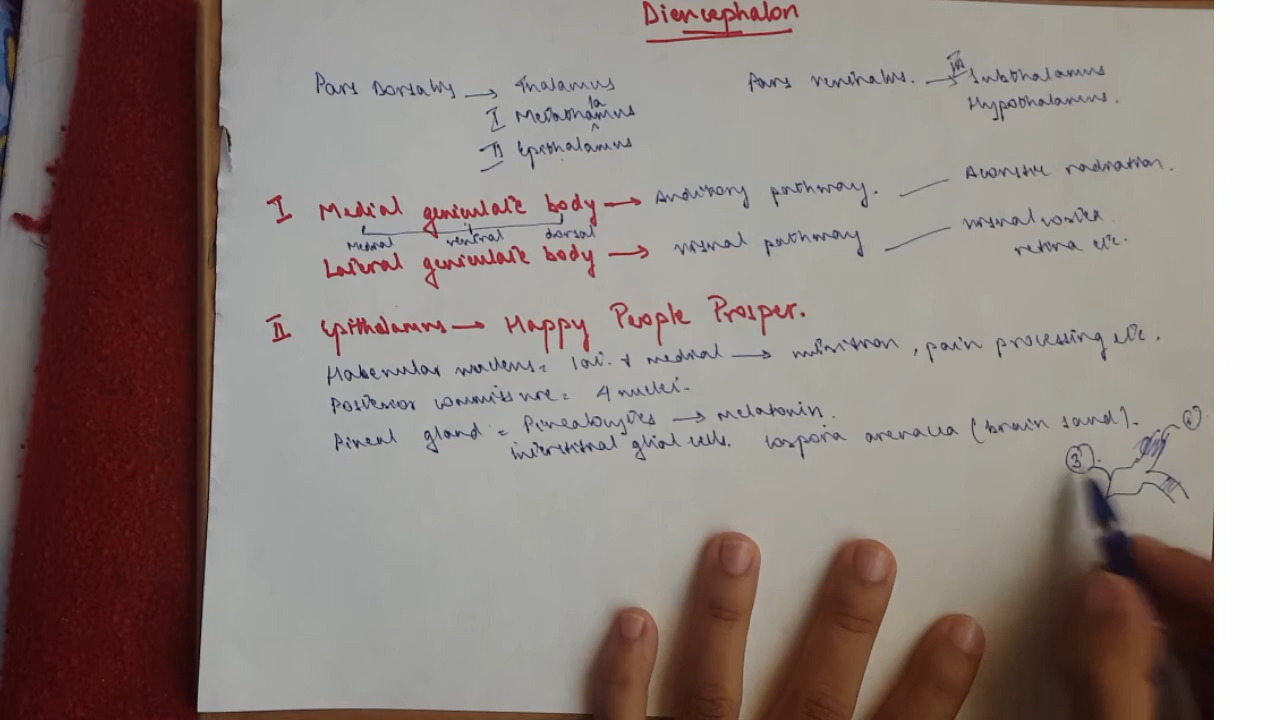 Diencephalon
Pars Dorsalis → Thalamus
I Metathalamus
II Epithalamus
Pars ventralis. → III Subthalamus
Hypothalamus.
I Medial geniculate body → Auditory pathway. — Acoustic radiation.
medial ventral dorsal
Lateral geniculate body → visual pathway — visual cortex
retina etc.
II Epithalamus → Happy People Prosper.
Habenular nucleus = lat. & medial → nutrition, pain processing etc.
Posterior commissure = 4 nuclei.
Pineal gland = Pinealocytes → melatonin.
interstitial glial cells. corpora arenacea (brain sand).
3